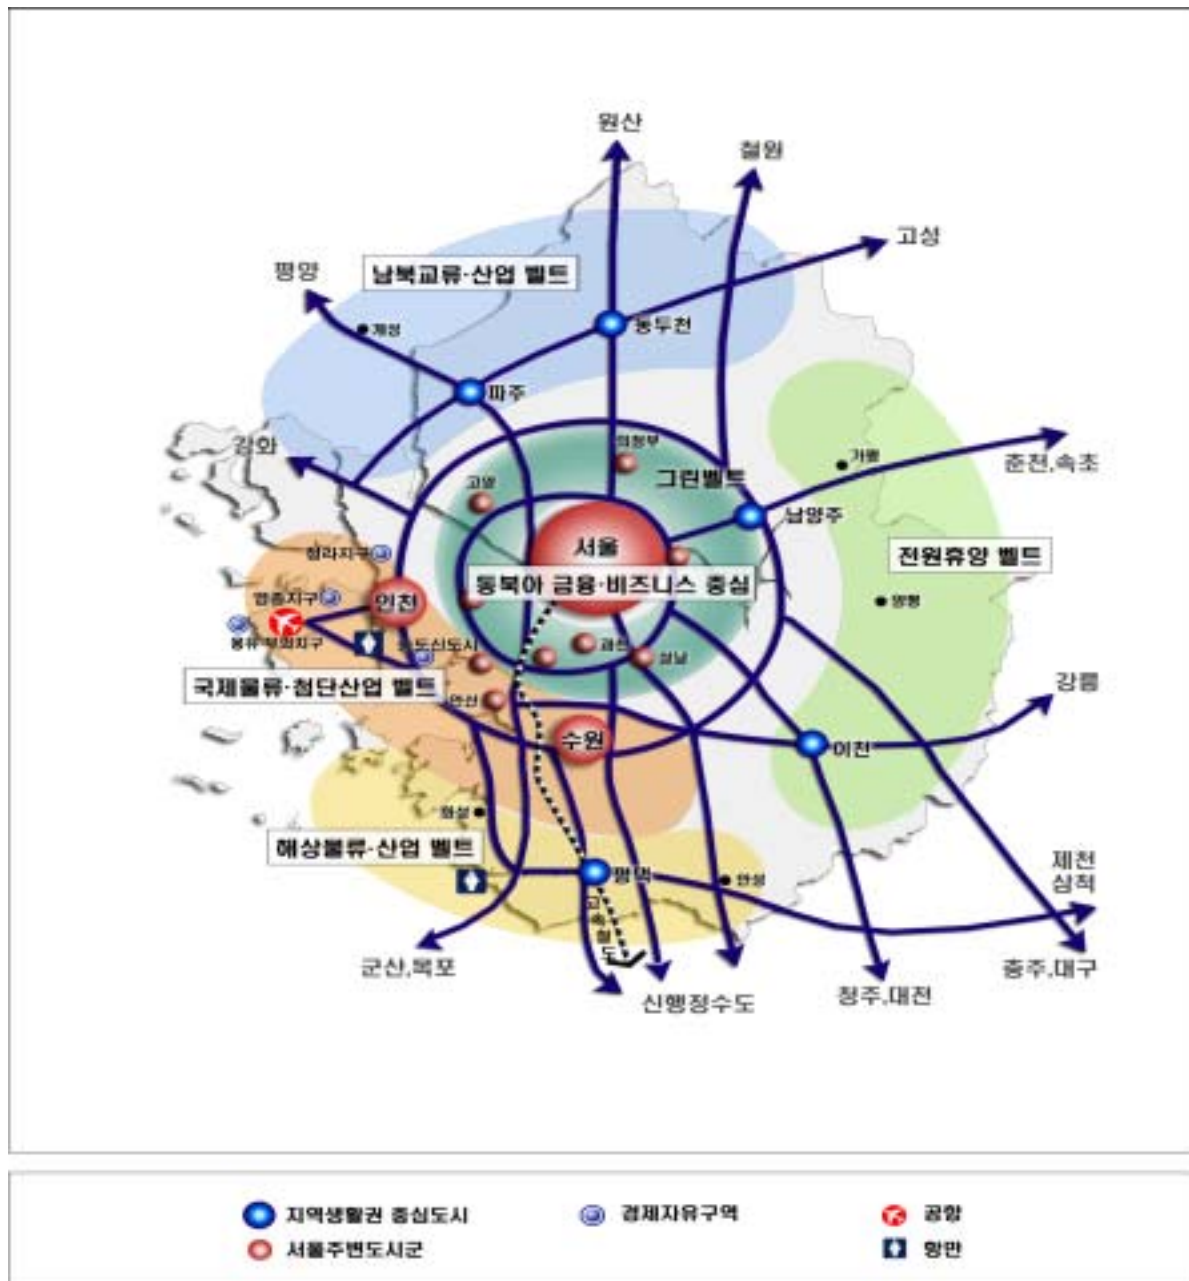 원산
철원
고성
평양
남북교류·산업 벨트
개성
동두천
파주
강화
의정부
그린벨트
고양
춘천,속초
가평
남양주
서울
동북아 금융·비즈니스 중심
전원휴양 벨트
청라지구
영종지구
인천
양평
송도신도시
과천
성남
국제물류·첨단산업 벨트
안산
강릉
수원
이천
화성
해상물류·산업 벨트
평택
안성
고속철도
제천
삼척
군산,목포
신행정수도
청주,대전
충주,대구
지역생활권 중심도시
경제자유구역
공항
서울주변도시군
항만